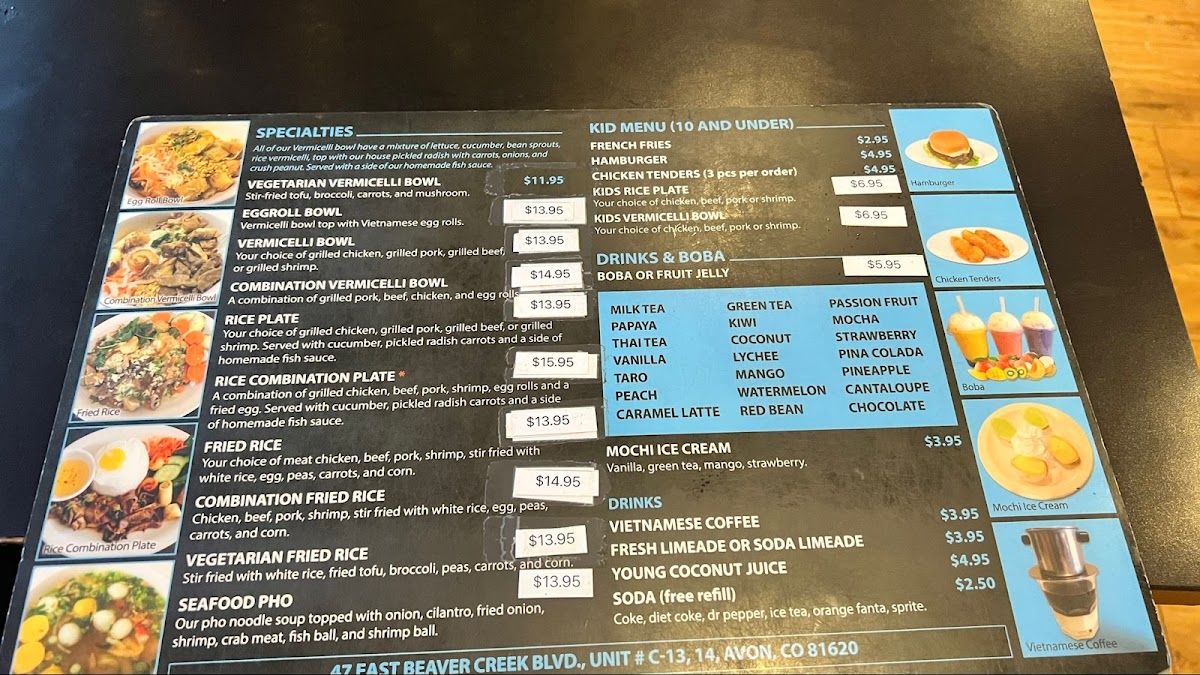 SPECIALTIES
All of our Vermicelli bowl have a mixture of lettuce, cucumber, bean sprouts,
rice vermicelli, top with our house pickled radish with carrots, onions, and
crush peanut. Served with a side of our homemade fish sauce.
VEGETARIAN VERMICELLI BOWL $11.95
Stir-fried tofu, broccoli, carrots, and mushroom.
EGGROLL BOWL $13.95
Vermicelli bowl top with Vietnamese egg rolls.
VERMICELLI BOWL $13.95
Your choice of grilled chicken, grilled pork, grilled beef,
or grilled shrimp.
COMBINATION VERMICELLI BOWL $14.95
A combination of grilled pork, beef, chicken, and egg rolls
RICE PLATE $13.95
Your choice of grilled chicken, grilled pork, grilled beef, or grilled
shrimp. Served with cucumber, pickled radish carrots and a side of
homemade fish sauce.
RICE COMBINATION PLATE * $15.95
A combination of grilled chicken, beef, pork, shrimp, egg rolls and a
fried egg. Served with cucumber, pickled radish carrots and a side
of homemade fish sauce.
FRIED RICE $13.95
Your choice of meat chicken, beef, pork, shrimp, stir fried with
white rice, egg, peas, carrots, and corn.
COMBINATION FRIED RICE $14.95
Chicken, beef, pork, shrimp, stir fried with white rice, egg, peas,
carrots, and corn.
VEGETARIAN FRIED RICE $13.95
Stir fried with white rice, fried tofu, broccoli, peas, carrots, and corn.
SEAFOOD PHO $13.95
Our pho noodle soup topped with onion, cilantro, fried onion,
shrimp, crab meat, fish ball, and shrimp ball.
Egg Roll Bowl
Combination Vermicelli Bowl
Fried Rice
Rice Combination Plate
KID MENU (10 AND UNDER)
FRENCH FRIES $2.95
HAMBURGER $4.95
CHICKEN TENDERS (3 pcs per order) $4.95
KIDS RICE PLATE $6.95
Your choice of chicken, beef, pork or shrimp.
KIDS VERMICELLI BOWL $6.95
Your choice of chicken, beef, pork or shrimp.
DRINKS & BOBA
BOBA OR FRUIT JELLY $5.95
MILK TEA GREEN TEA PASSION FRUIT
PAPAYA KIWI MOCHA
THAI TEA COCONUT STRAWBERRY
VANILLA LYCHEE PINA COLADA
TARO MANGO PINEAPPLE
PEACH WATERMELON CANTALOUPE
CARAMEL LATTE RED BEAN CHOCOLATE
MOCHI ICE CREAM $3.95
Vanilla, green tea, mango, strawberry.
DRINKS
VIETNAMESE COFFEE $3.95
FRESH LIMEADE OR SODA LIMEADE $3.95
YOUNG COCONUT JUICE $4.95
SODA (free refill) $2.50
Coke, diet coke, dr pepper, ice tea, orange fanta, sprite.
Hamburger
Chicken Tenders
Boba
Mochi Ice Cream
Vietnamese Coffee
47 EAST BEAVER CREEK BLVD., UNIT # C-13, 14, AVON, CO 81620